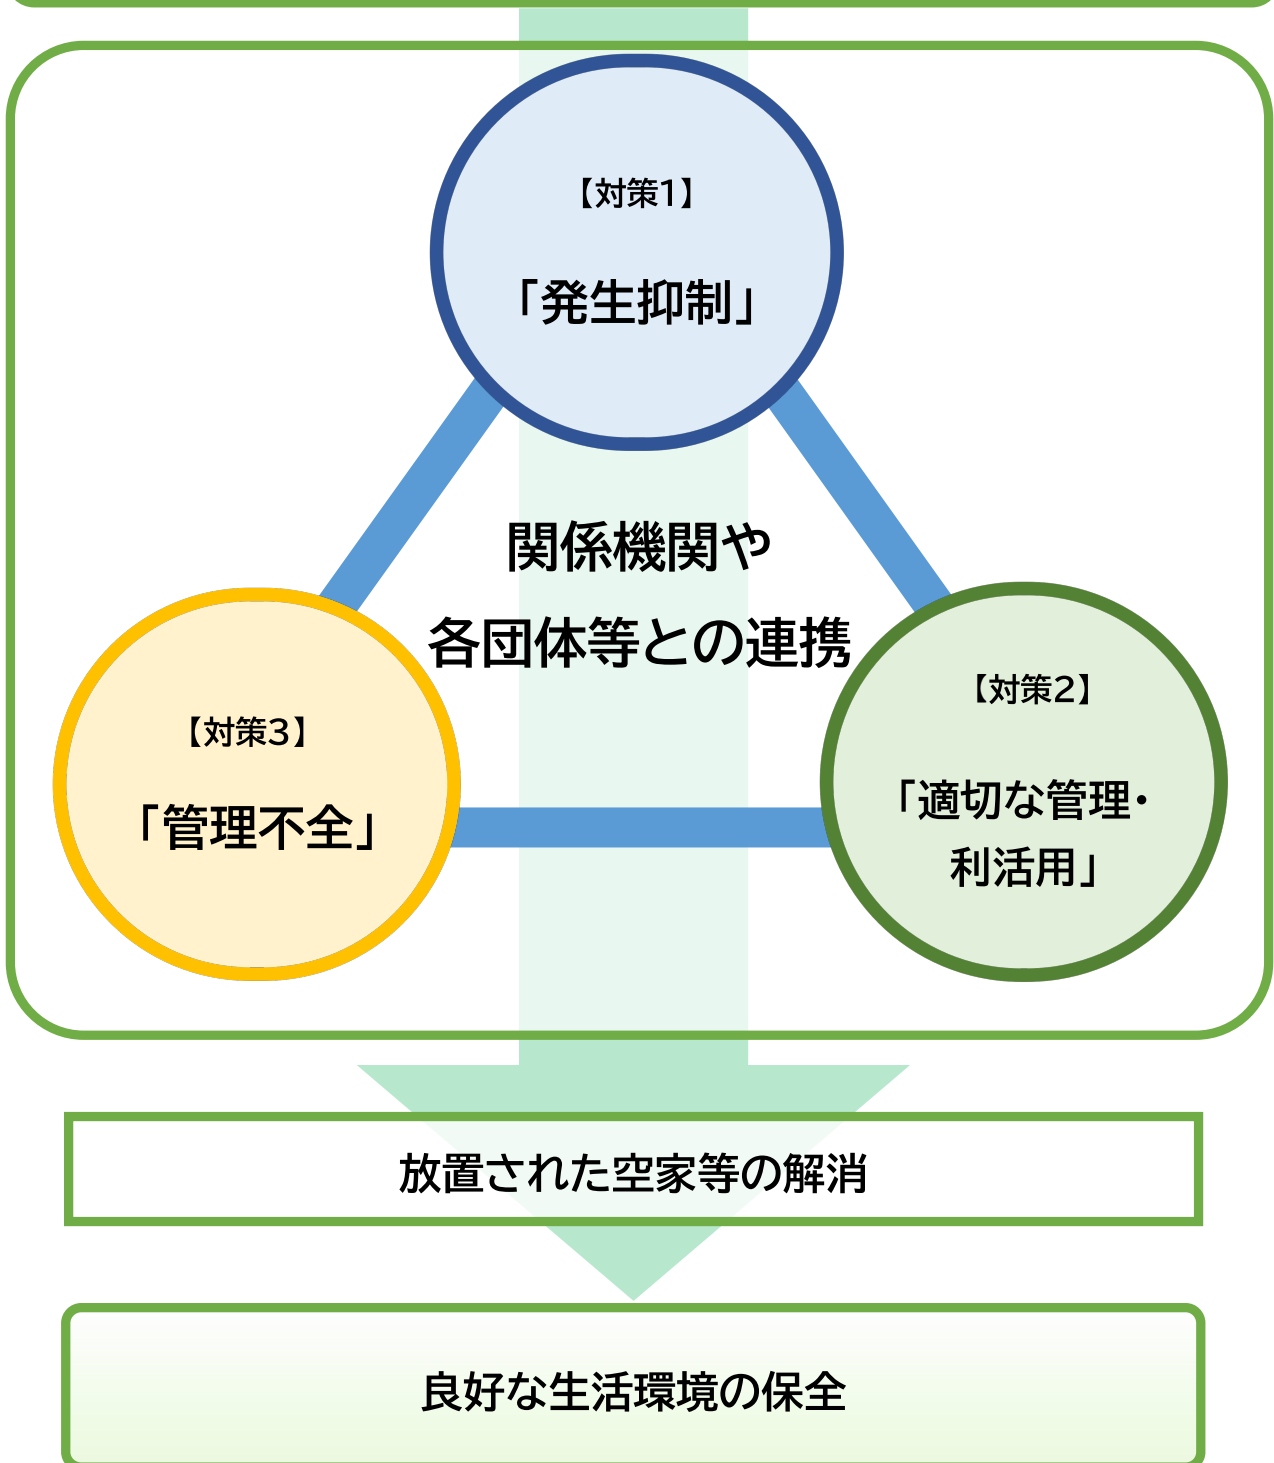 【対策1】
「発生抑制」
関係機関や
各団体等との連携
【対策2】
「適切な管理・
利活用」
【対策3】
「管理不全」
放置された空家等の解消
良好な生活環境の保全